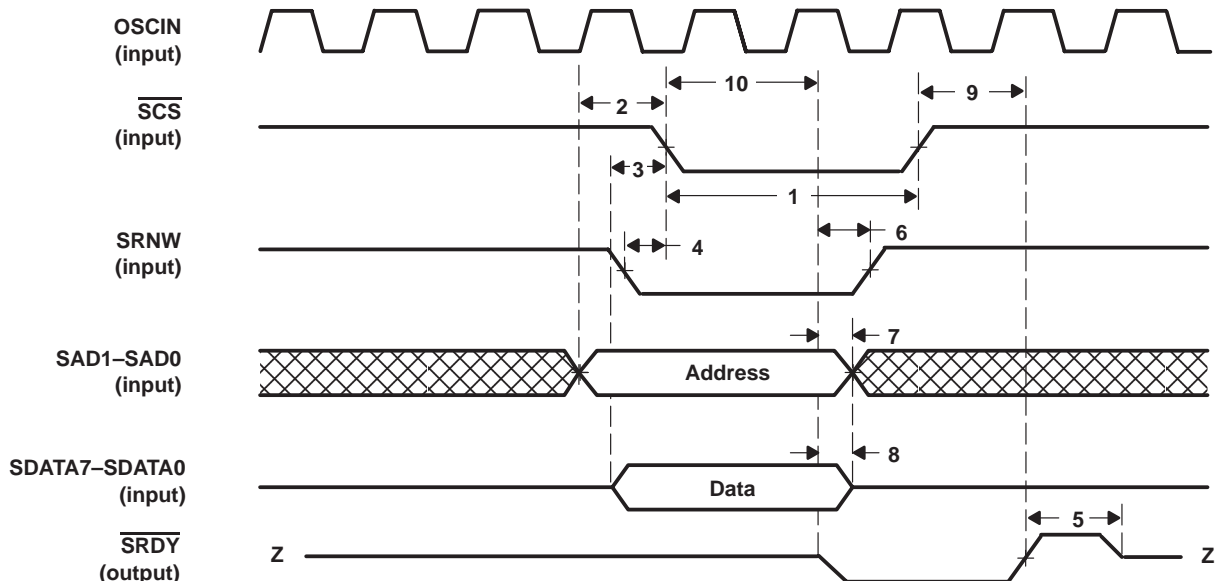 OSCIN
(input)
10
2
9
SCS
(input)
3
1
SRNW
(input)
4
6
SAD1–SAD0
(input)
7
Address
SDATA7–SDATA0
(input)
8
Data
5
SRDY
(output)
Z
Z